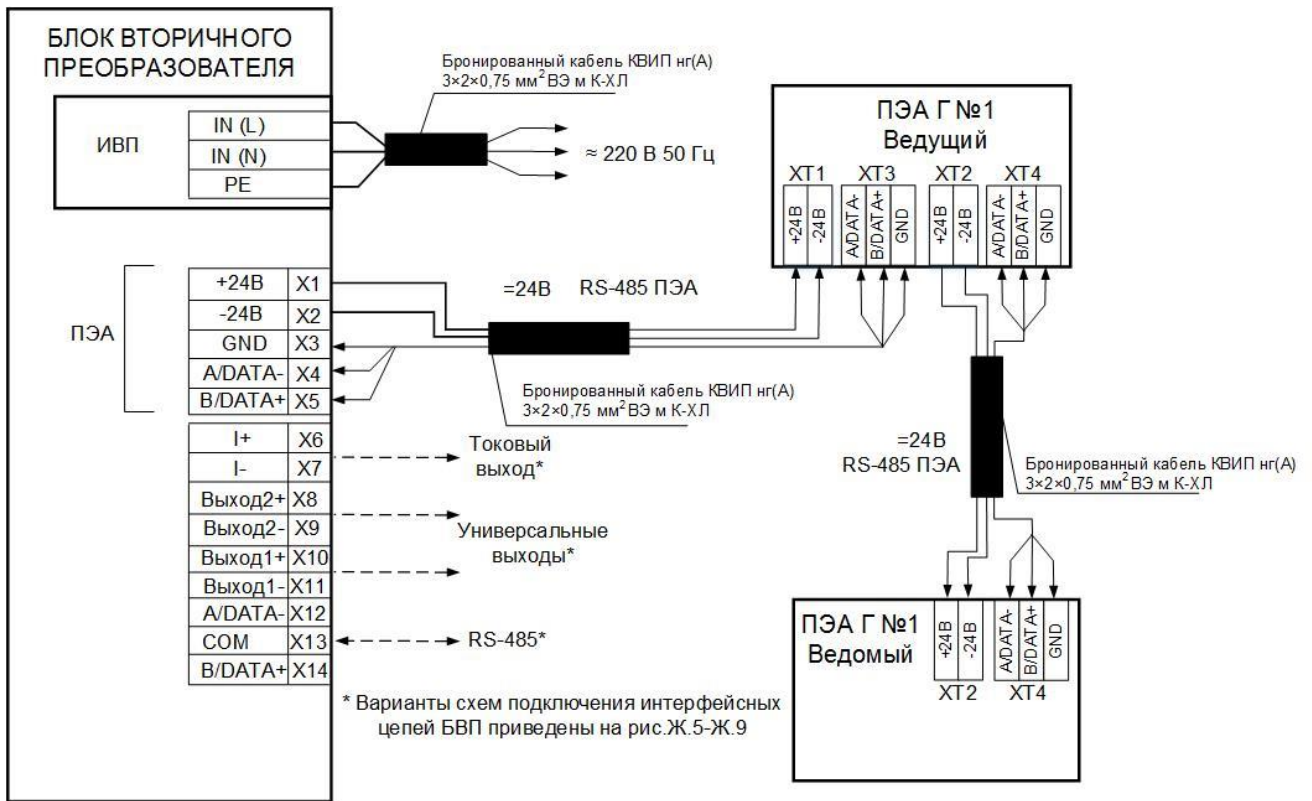 БЛОК ВТОРИЧНОГО
ПРЕОБРАЗОВАТЕЛЯ
ИВП
IN (L)
IN (N)
PE
Бронированный кабель КВИП нг(А)
3×2×0,75 мм² ВЭ м К-ХЛ
≈ 220 В 50 Гц
ПЭА
+24В X1
-24В X2
GND X3
A/DATA- X4
B/DATA+ X5
I+ X6
I- X7
Выход2+ X8
Выход2- X9
Выход1+ X10
Выход1- X11
A/DATA- X12
COM X13
B/DATA+ X14
=24В RS-485 ПЭА
Бронированный кабель КВИП нг(А)
3×2×0,75 мм² ВЭ м К-ХЛ
Токовый
выход*
Универсальные
выходы*
RS-485*
* Варианты схем подключения интерфейсных
цепей БВП приведены на рис.Ж.5-Ж.9
ПЭА Г №1
Ведущий
XT1 XT3 XT2 XT4
+24В
-24В
A/DATA-
B/DATA+
GND
+24В
-24В
A/DATA-
B/DATA+
GND
=24В
RS-485 ПЭА
Бронированный кабель КВИП нг(А)
3×2×0,75 мм² ВЭ м К-ХЛ
ПЭА Г №1
Ведомый
+24В
-24В
A/DATA-
B/DATA+
GND
XT2 XT4